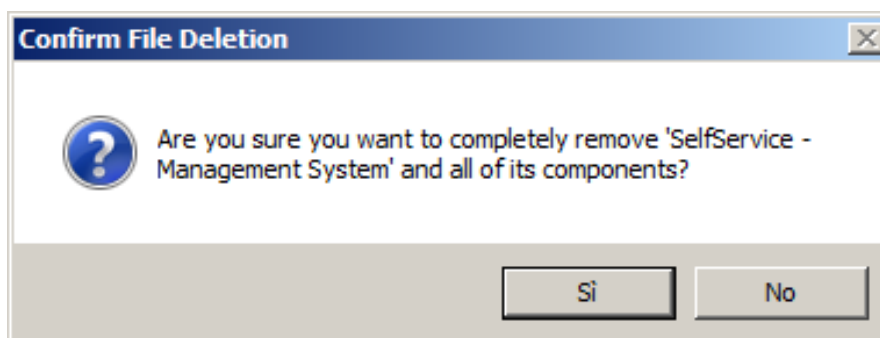 Confirm File Deletion
Are you sure you want to completely remove 'SelfService -
Management System' and all of its components?
Sì
No